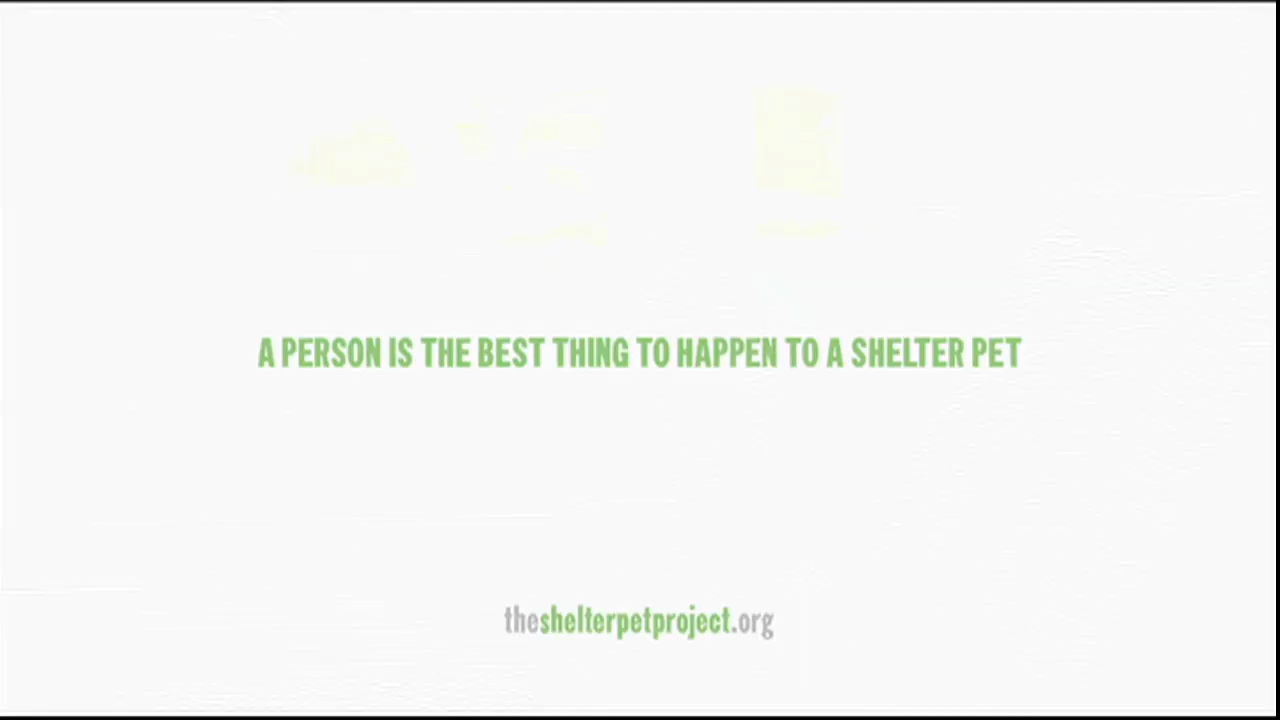 A PERSON IS THE BEST THING TO HAPPEN TO A SHELTER PET
theshelterpetproject.org